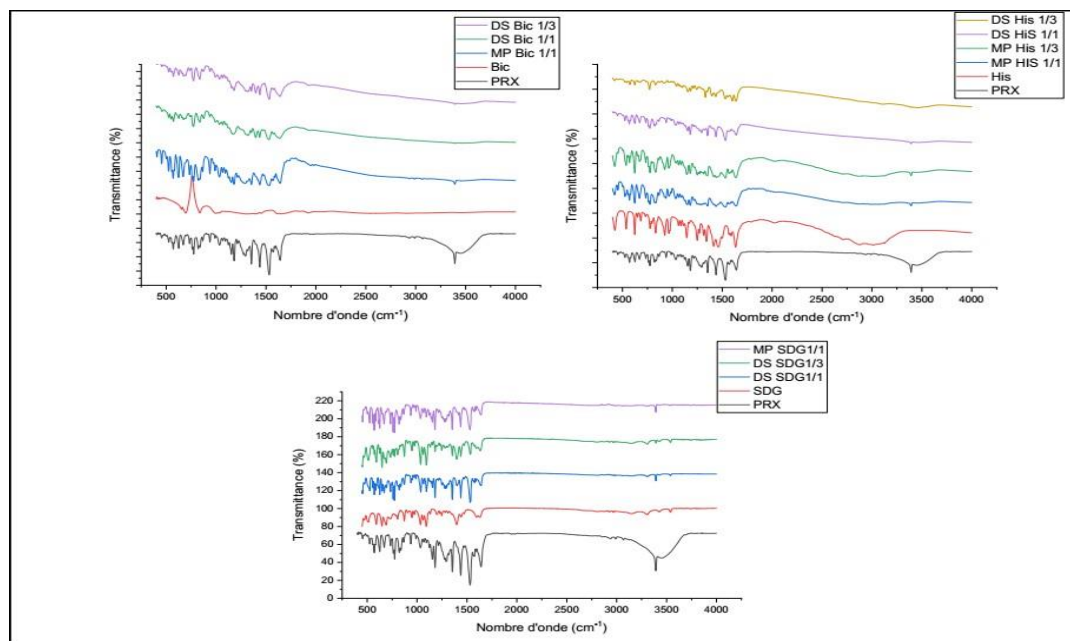 DS Bic 1/3
DS Bic 1/1
MP Bic 1/1
Bic
PRX
Transmittance (%)
500 1000 1500 2000 2500 3000 3500 4000
Nombre d'onde (cm-1)
DS His 1/3
DS HiS 1/1
MP His 1/3
MP HIS 1/1
His
PRX
Transmittance (%)
500 1000 1500 2000 2500 3000 3500 4000
Nombre d'onde (cm-1)
MP SDG1/1
DS SDG1/3
DS SDG1/1
SDG
PRX
220
200
180
160
140
120
100
80
60
40
20
0
Transmittance (%)
500 1000 1500 2000 2500 3000 3500 4000
Nombre d'onde (cm-1)